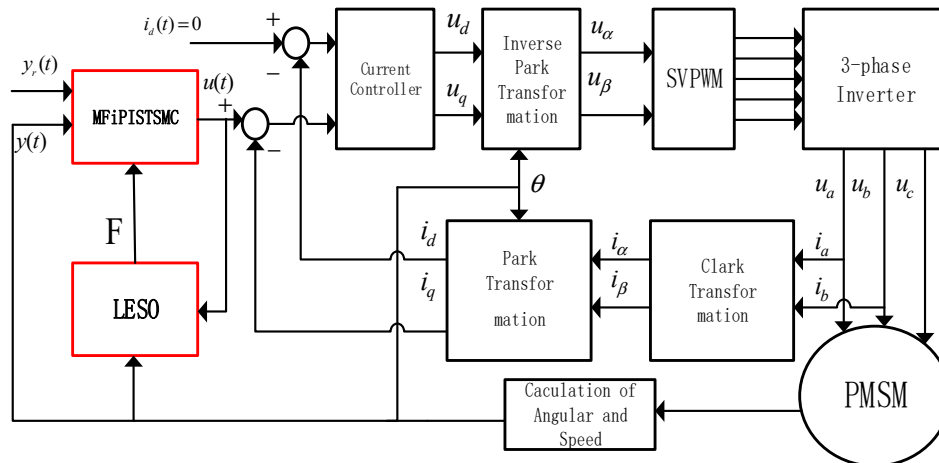 i_d(t)=0
+
−
y_r(t)
u(t)
+
−
y(t)
MFiPISTSMC
Current
Controller
u_d
u_q
Inverse
Park
Transfor
mation
u_α
u_β
SVPWM
3-phase
Inverter
u_a
u_b
u_c
θ
F
LESO
i_d
i_q
Park
Transfor
mation
i_α
i_β
Clark
Transfor
mation
i_a
i_b
PMSM
Caculation of
Angular and
Speed